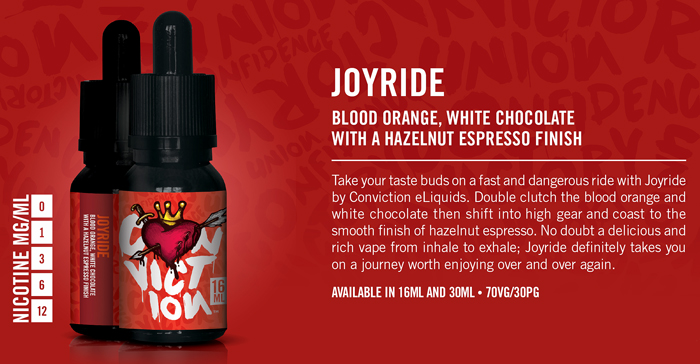 JOYRIDE
BLOOD ORANGE, WHITE CHOCOLATE
WITH A HAZELNUT ESPRESSO FINISH
Take your taste buds on a fast and dangerous ride with Joyride
by Conviction eLiquids. Double clutch the blood orange and
white chocolate then shift into high gear and coast to the
smooth finish of hazelnut espresso. No doubt a delicious and
rich vape from inhale to exhale; Joyride definitely takes you
on a journey worth enjoying over and over again.
AVAILABLE IN 16ML AND 30ML • 70VG/30PG
NICOTINE MG/ML
0
1
3
6
12
JOYRIDE
BLOOD ORANGE, WHITE CHOCOLATE
WITH A HAZELNUT ESPRESSO FINISH
CON
VICT
ION
16
ML